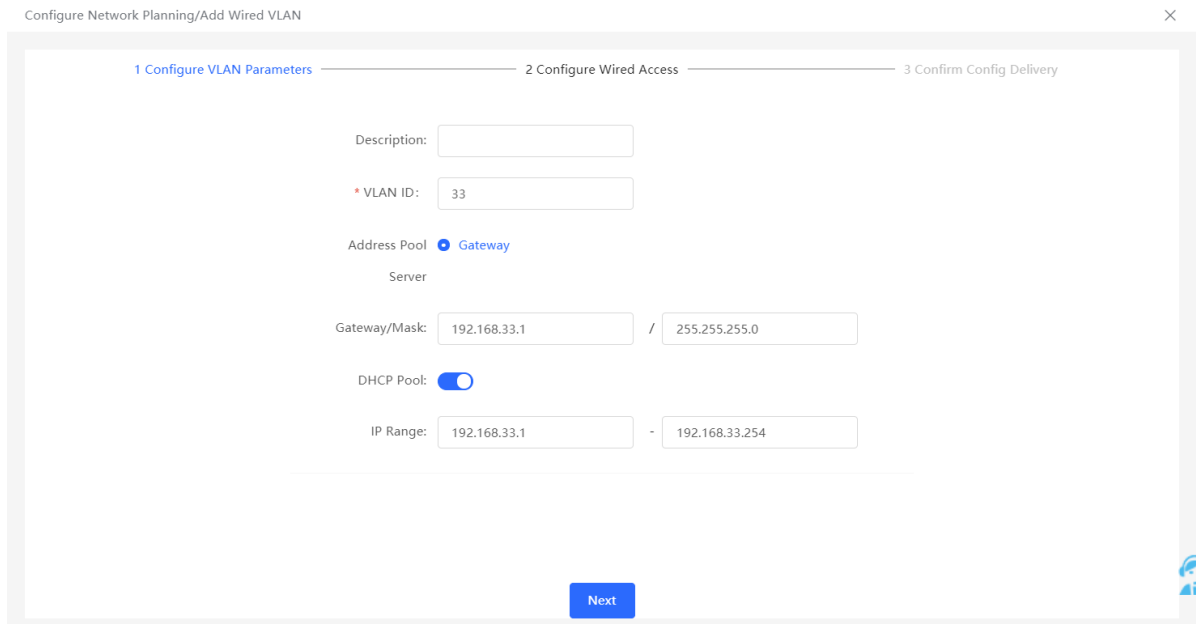 Configure Network Planning/Add Wired VLAN
1 Configure VLAN Parameters 2 Configure Wired Access 3 Confirm Config Delivery
Description:
* VLAN ID: 33
Address Pool Gateway
Server
Gateway/Mask: 192.168.33.1 / 255.255.255.0
DHCP Pool:
IP Range: 192.168.33.1 - 192.168.33.254
Next